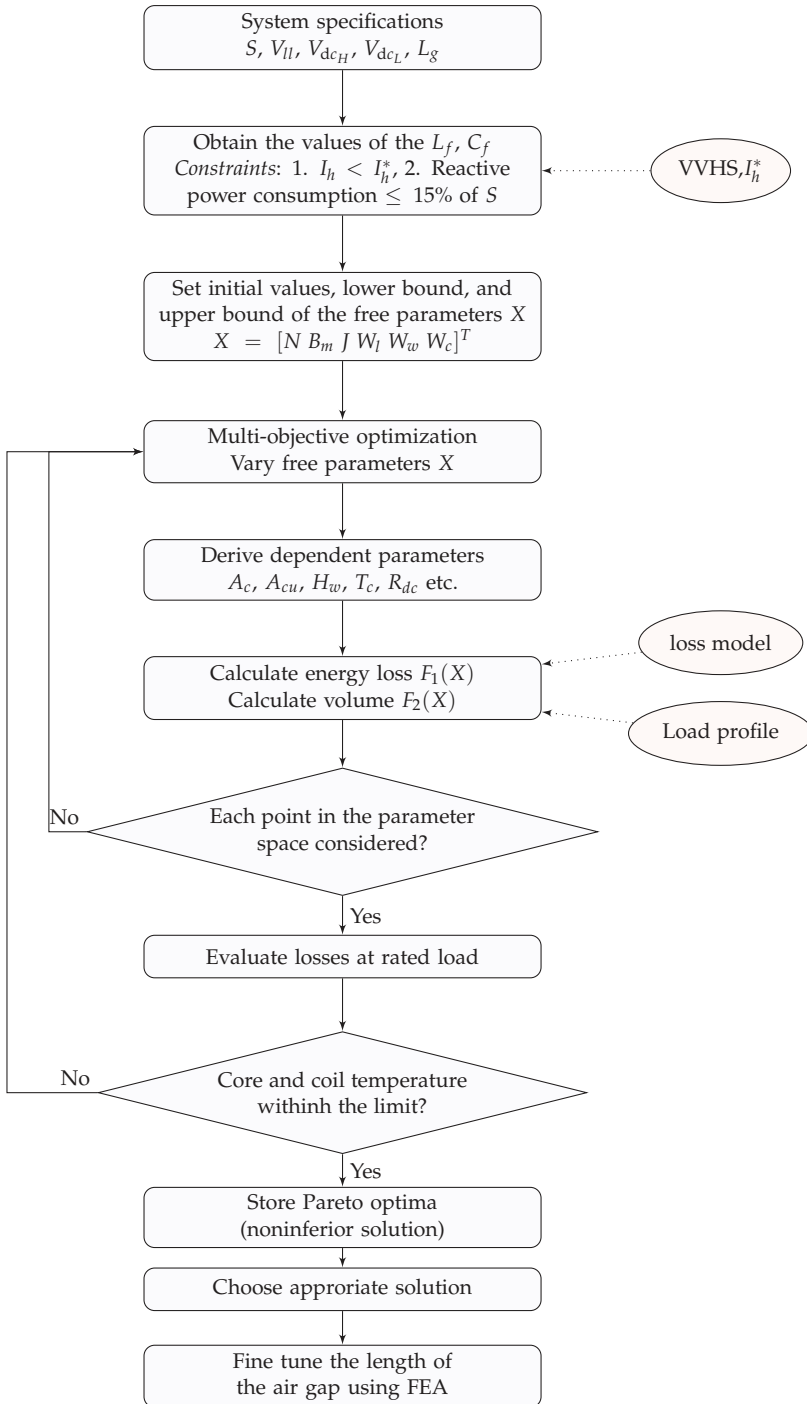 System specifications
S, V_ll, V_dc_H, V_dc_L, L_g
Obtain the values of the L_f, C_f
Constraints: 1. I_h < I_h^*, 2. Reactive
power consumption ≤ 15% of S
VVHS,I_h^*
Set initial values, lower bound, and
upper bound of the free parameters X
X = [N B_m J W_l W_w W_c]^T
Multi-objective optimization
Vary free parameters X
Derive dependent parameters
A_c, A_cu, H_w, T_c, R_dc etc.
loss model
Calculate energy loss F_1(X)
Calculate volume F_2(X)
Load profile
No
Each point in the parameter
space considered?
Yes
Evaluate losses at rated load
No
Core and coil temperature
withinh the limit?
Yes
Store Pareto optima
(noninferior solution)
Choose approriate solution
Fine tune the length of
the air gap using FEA